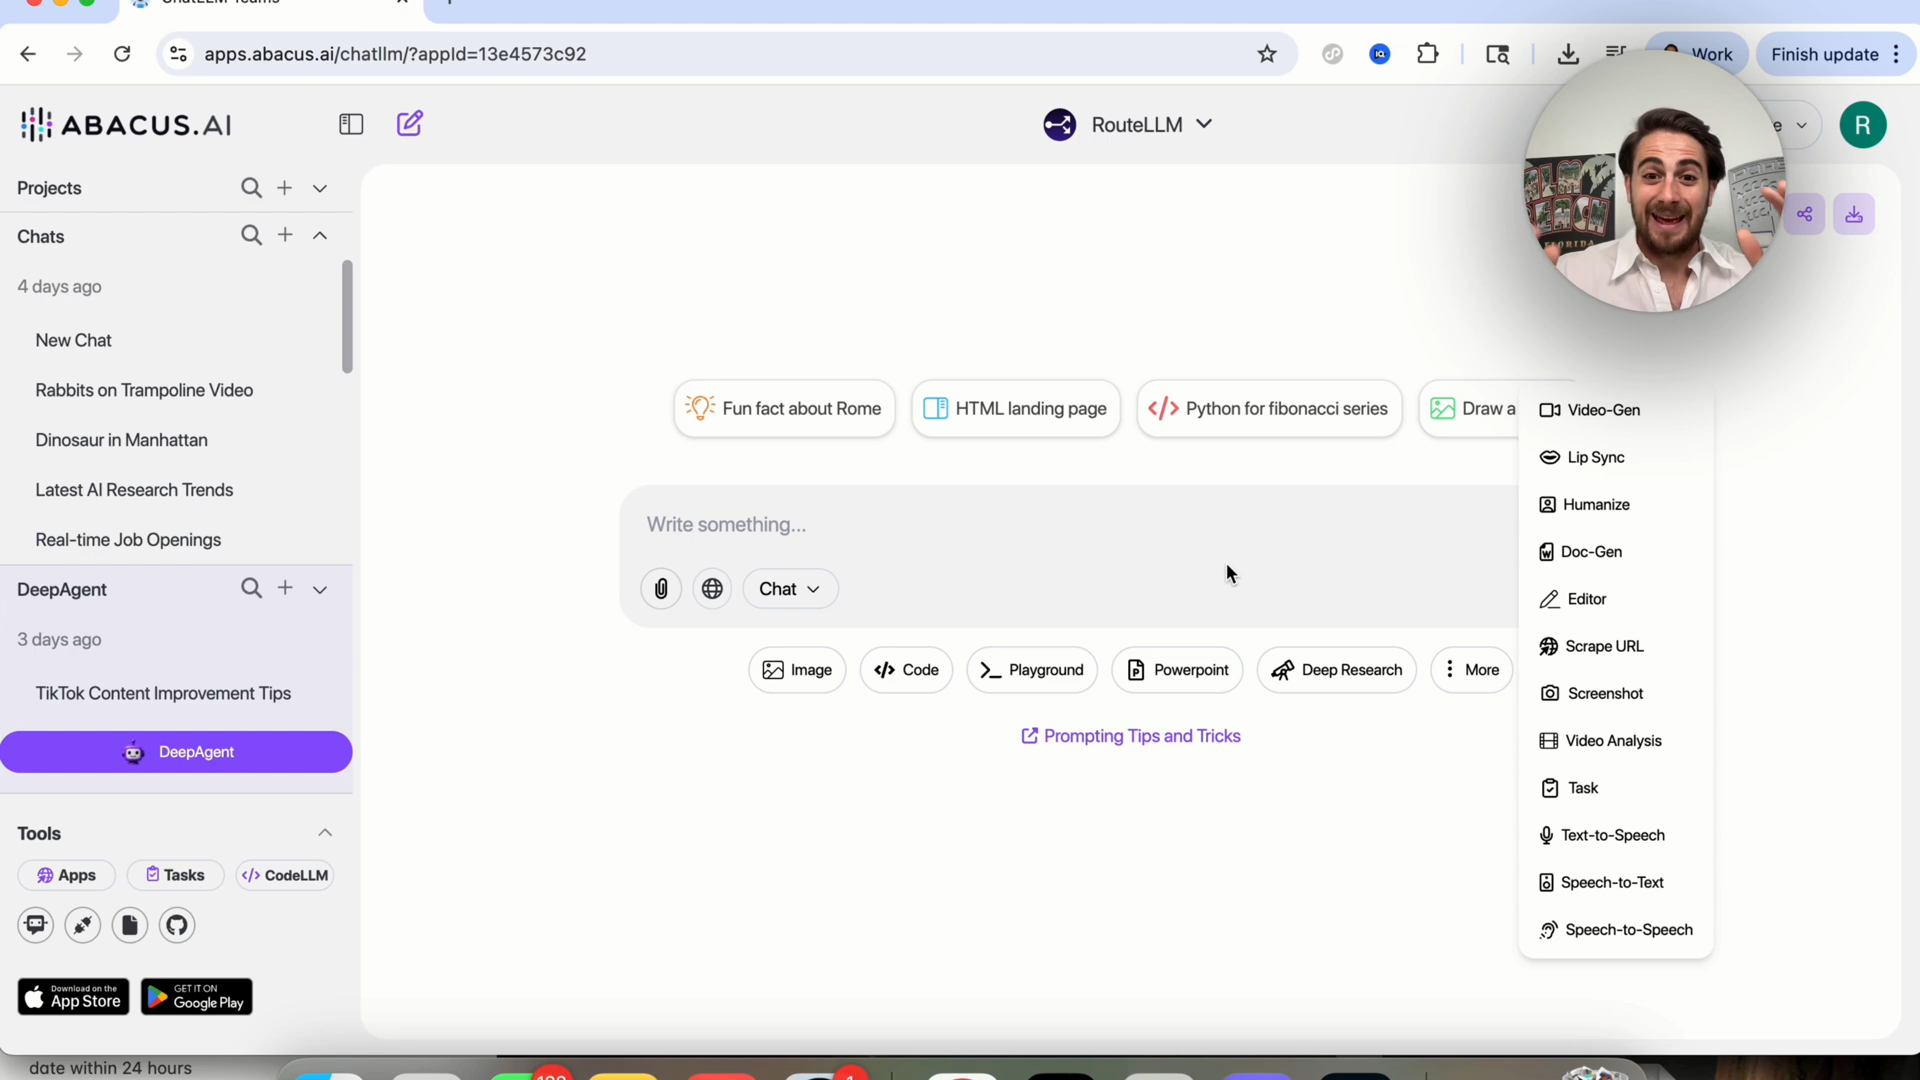 ChatLLM Teams
apps.abacus.ai/chatllm/?appId=13e4573c92
Work
Finish update
ABACUS.AI
RouteLLM
e
R
Projects
Chats
4 days ago
New Chat
Rabbits on Trampoline Video
Dinosaur in Manhattan
Latest AI Research Trends
Real-time Job Openings
DeepAgent
3 days ago
TikTok Content Improvement Tips
DeepAgent
Tools
Apps
Tasks
CodeLLM
Download on the
App Store
GET IT ON
Google Play
date within 24 hours
Fun fact about Rome
HTML landing page
Python for fibonacci series
Draw a
Write something...
Chat
Image
Code
Playground
Powerpoint
Deep Research
More
Prompting Tips and Tricks
Video-Gen
Lip Sync
Humanize
Doc-Gen
Editor
Scrape URL
Screenshot
Video Analysis
Task
Text-to-Speech
Speech-to-Text
Speech-to-Speech